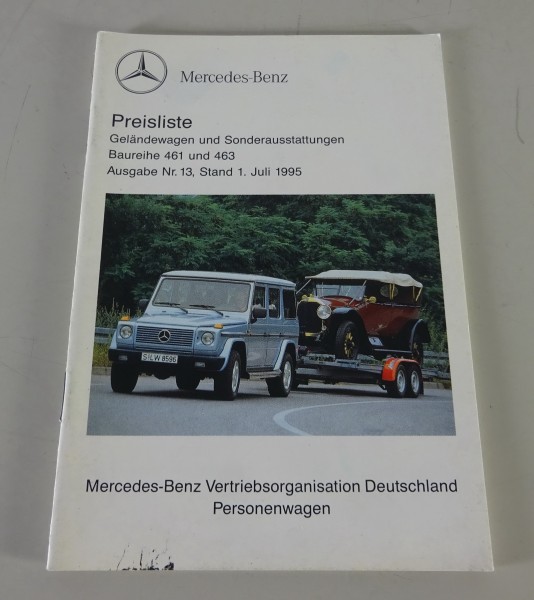 Mercedes-Benz
Preisliste
Geländewagen und Sonderausstattungen
Baureihe 461 und 463
Ausgabe Nr. 13, Stand 1. Juli 1995
S LW 8596
Mercedes-Benz Vertriebsorganisation Deutschland
Personenwagen